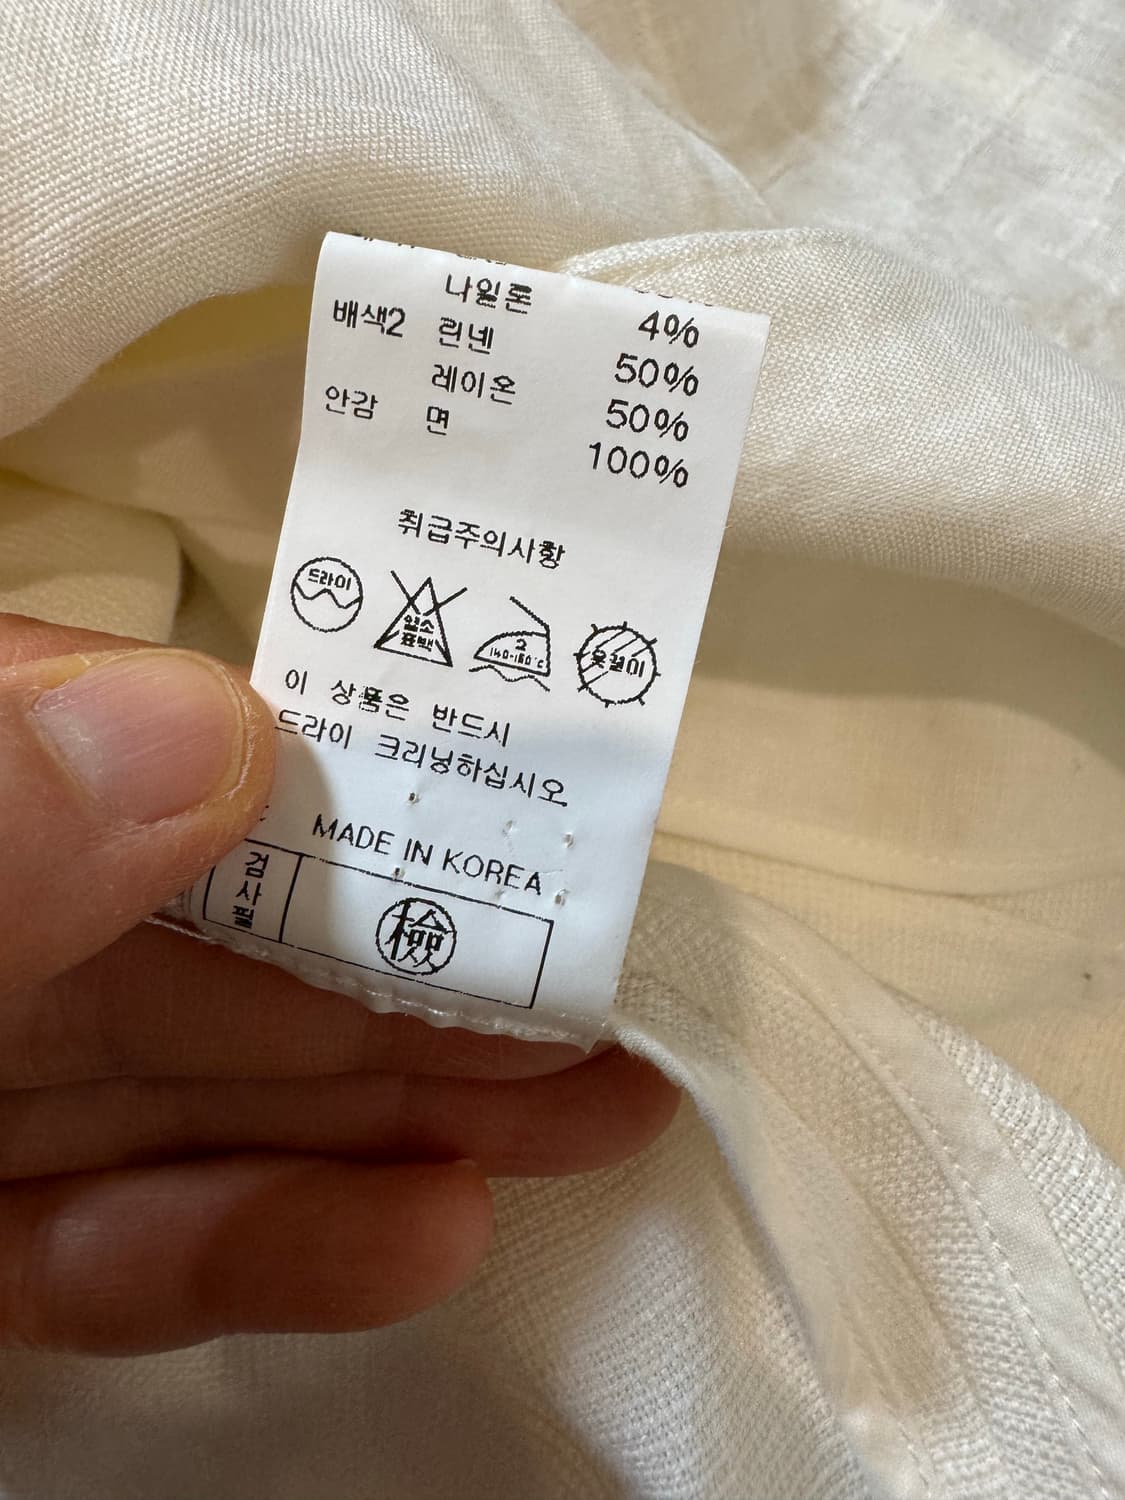 나일론 4%
배색2 린넨 50%
레이온 50%
안감 면 100%
취급주의사항
드라이
염소
표백
2
140-160°C
옷걸이
이 상품은 반드시
드라이 크리닝하십시오
MADE IN KOREA
검사필
檢